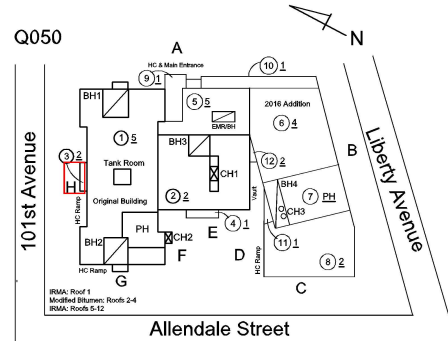 Q050
A
N
HC & Main Entrance
9 1
10 1
BH1
5 5
EMR/BH
2016 Addition
6 4
1 5
3 2
BH3
Tank Room
12 2
B
H
CH1
Vault
BH4
7 PH
HC Ramp
Original Building
2 2
CH3
4 1
PH
CH2
11 1
BH2
E
F
D
HC Ramp
8 2
HC Ramp
G
C
IRMA: Roof 1
Modified Bitumen: Roofs 2-4
IRMA: Roofs 5-12
101st Avenue
Liberty Avenue
Allendale Street